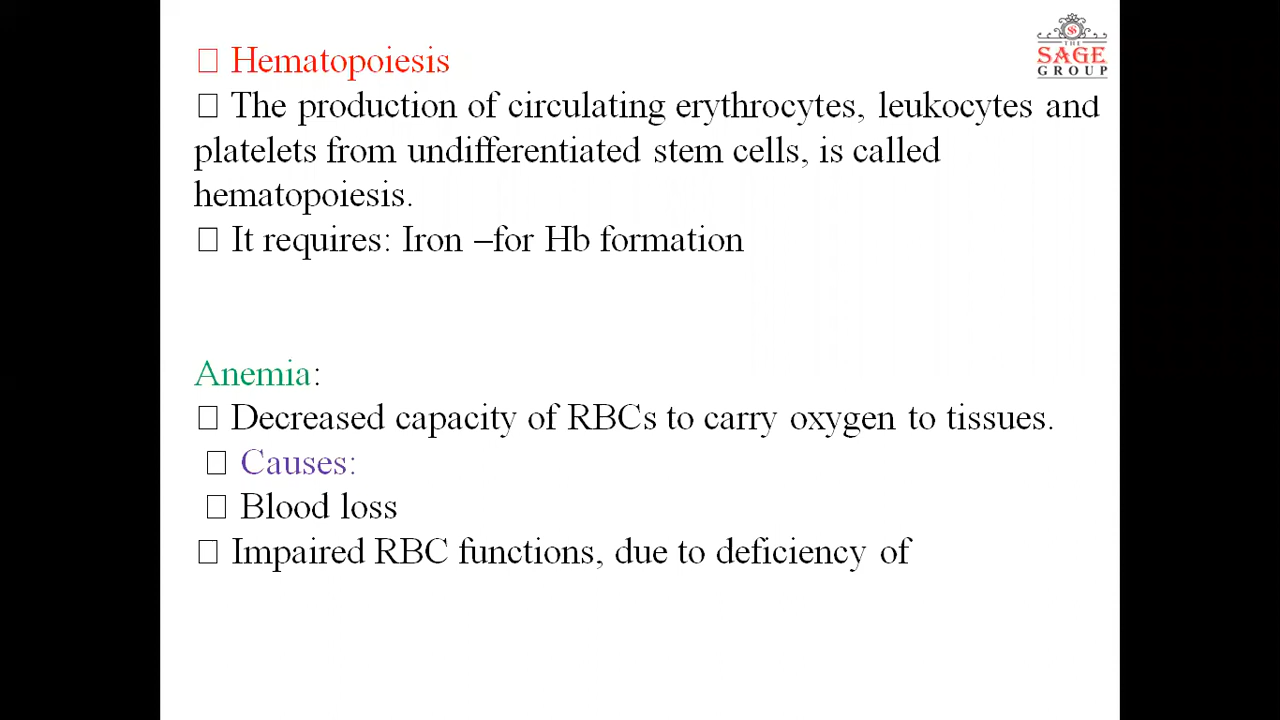 THE
SAGE
GROUP
□ Hematopoiesis
□ The production of circulating erythrocytes, leukocytes and
platelets from undifferentiated stem cells, is called
hematopoiesis.
□ It requires: Iron –for Hb formation
Anemia:
□ Decreased capacity of RBCs to carry oxygen to tissues.
□ Causes:
□ Blood loss
□ Impaired RBC functions, due to deficiency of